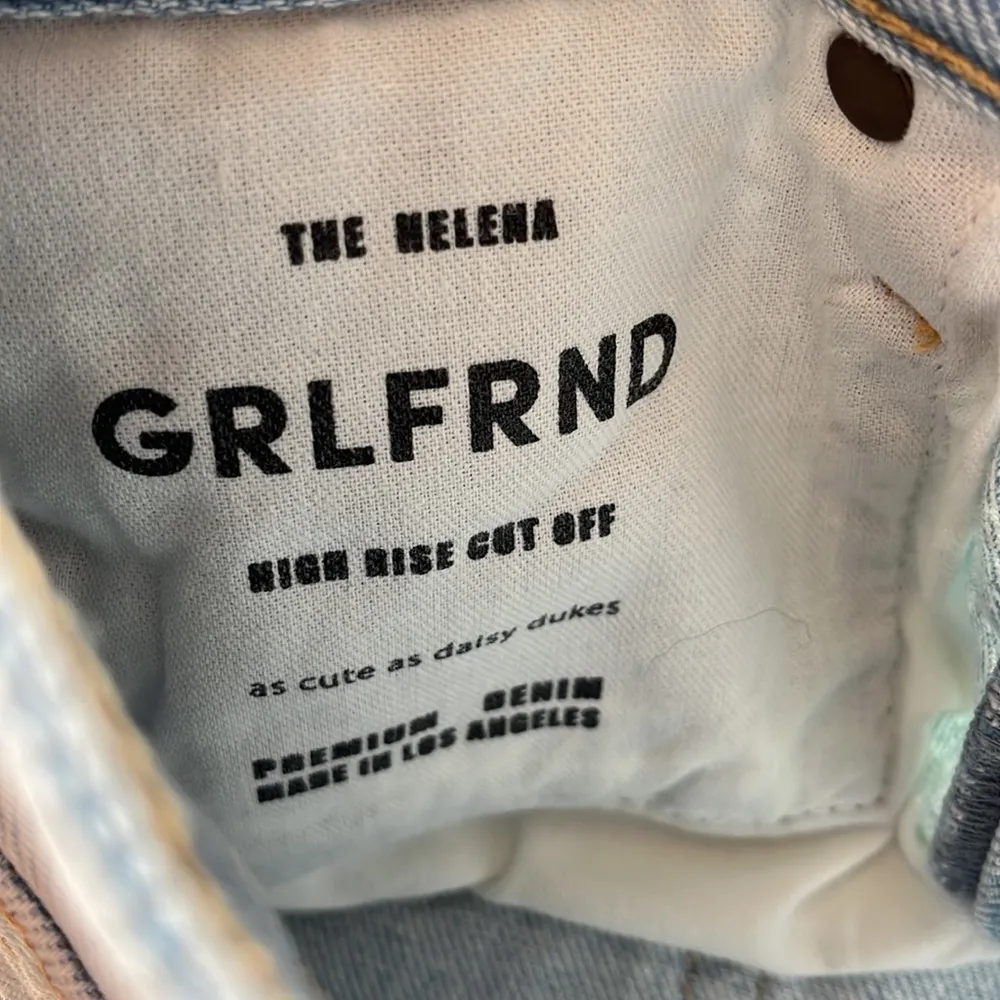 THE HELENA
GRLFRND
HIGH RISE CUT OFF
as cute as daisy dukes
PREMIUM DENIM
MADE IN LOS ANGELES